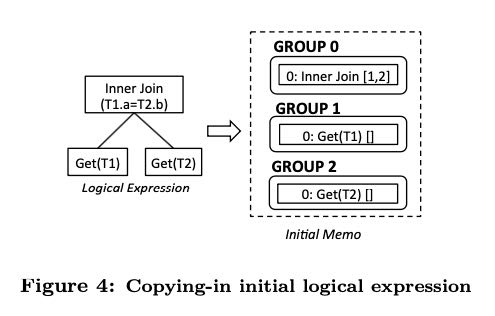 Inner Join
(T1.a=T2.b)
Get(T1)
Get(T2)
Logical Expression
GROUP 0
0: Inner Join [1,2]
GROUP 1
0: Get(T1) []
GROUP 2
0: Get(T2) []
Initial Memo
Figure 4: Copying-in initial logical expression